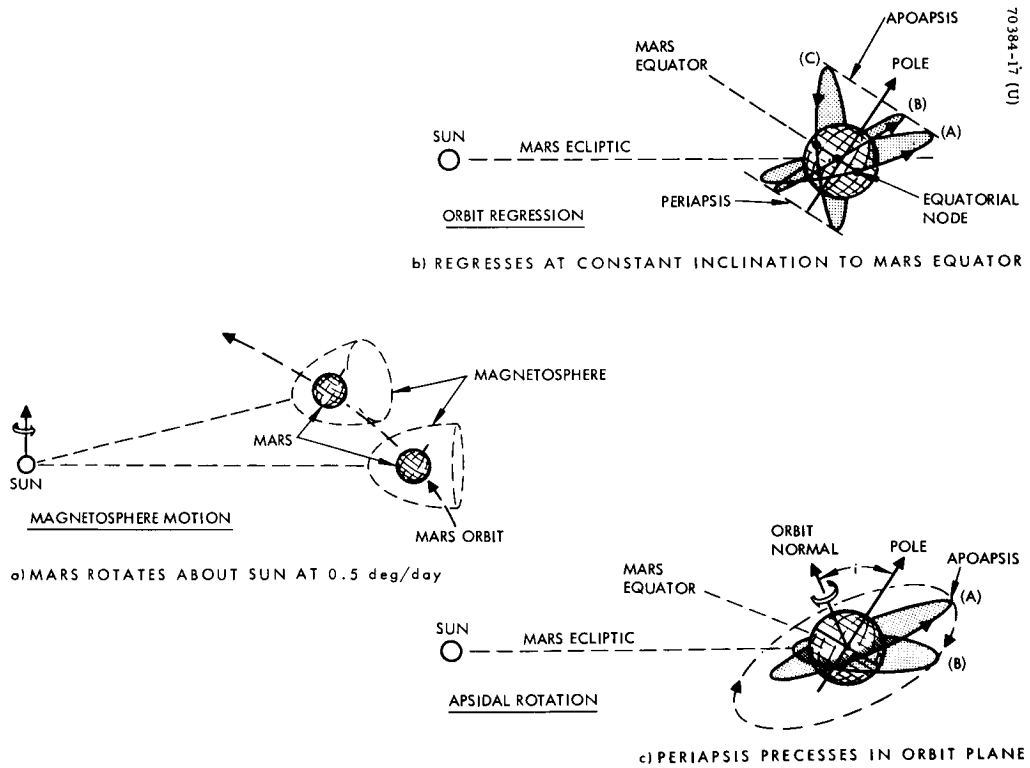 70384-17 (U)
APOAPSIS
MARS
EQUATOR
(C)
POLE
(B)
(A)
SUN
MARS ECLIPTIC
PERIAPSIS
EQUATORIAL
NODE
ORBIT REGRESSION
b) REGRESSES AT CONSTANT INCLINATION TO MARS EQUATOR
MAGNETOSPHERE
MARS
SUN
MAGNETOSPHERE MOTION
MARS ORBIT
a) MARS ROTATES ABOUT SUN AT 0.5 deg/day
ORBIT
NORMAL
i
POLE
APOAPSIS
MARS
EQUATOR
(A)
SUN
MARS ECLIPTIC
(B)
APSIDAL ROTATION
c) PERIAPSIS PRECESSES IN ORBIT PLANE